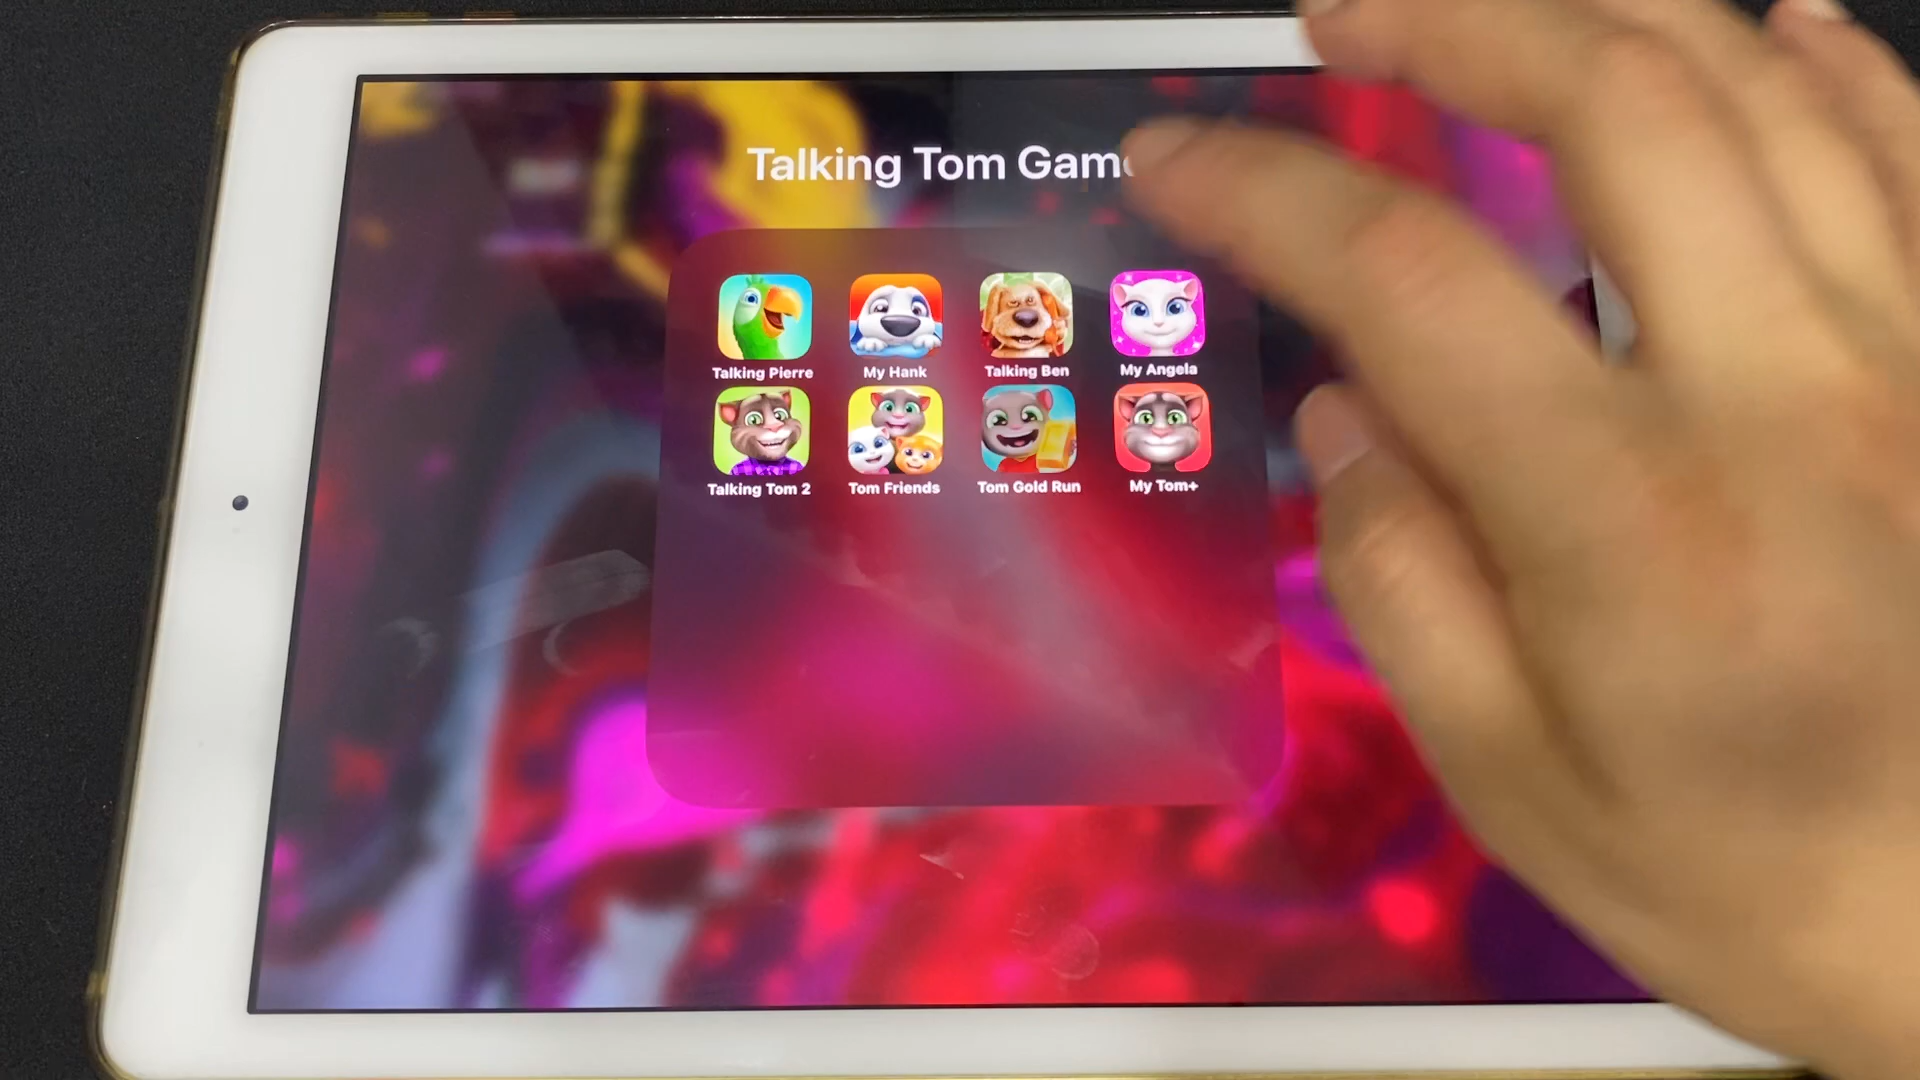 Talking Tom Game
Talking Pierre
My Hank
Talking Ben
My Angela
Talking Tom 2
Tom Friends
Tom Gold Run
My Tom+